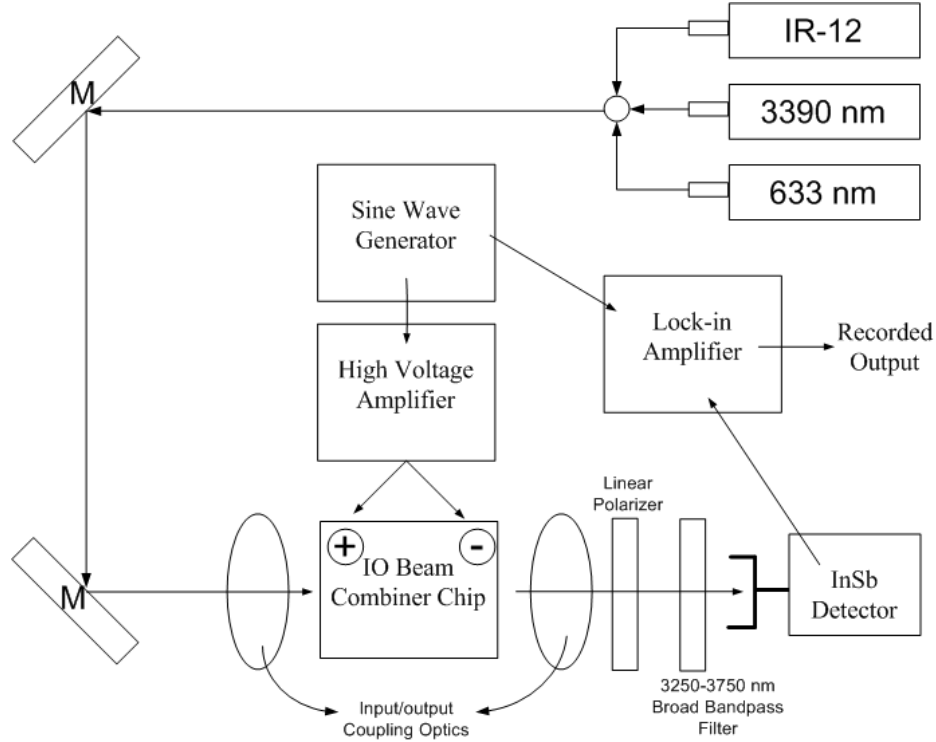 IR-12
M
3390 nm
633 nm
Sine Wave
Generator
Lock-in
Amplifier
Recorded
Output
High Voltage
Amplifier
Linear
Polarizer
+
-
IO Beam
Combiner Chip
InSb
Detector
M
3250-3750 nm
Broad Bandpass
Filter
Input/output
Coupling Optics